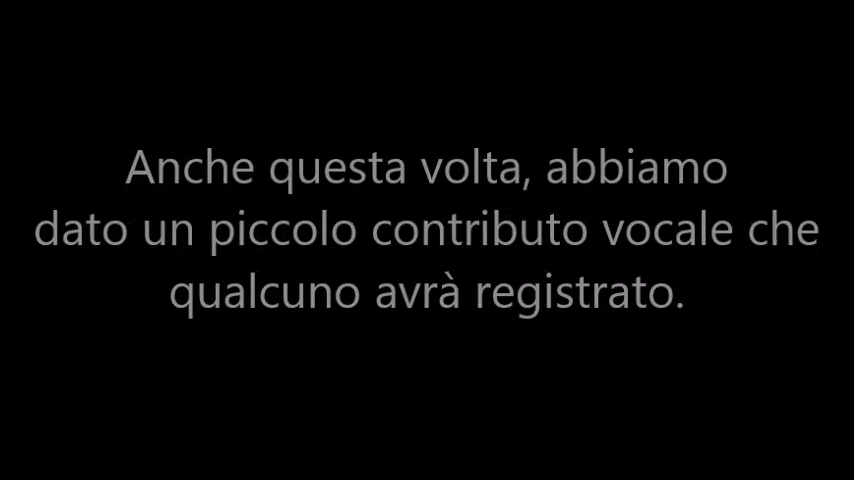 Anche questa volta, abbiamo
dato un piccolo contributo vocale che
qualcuno avrà registrato.